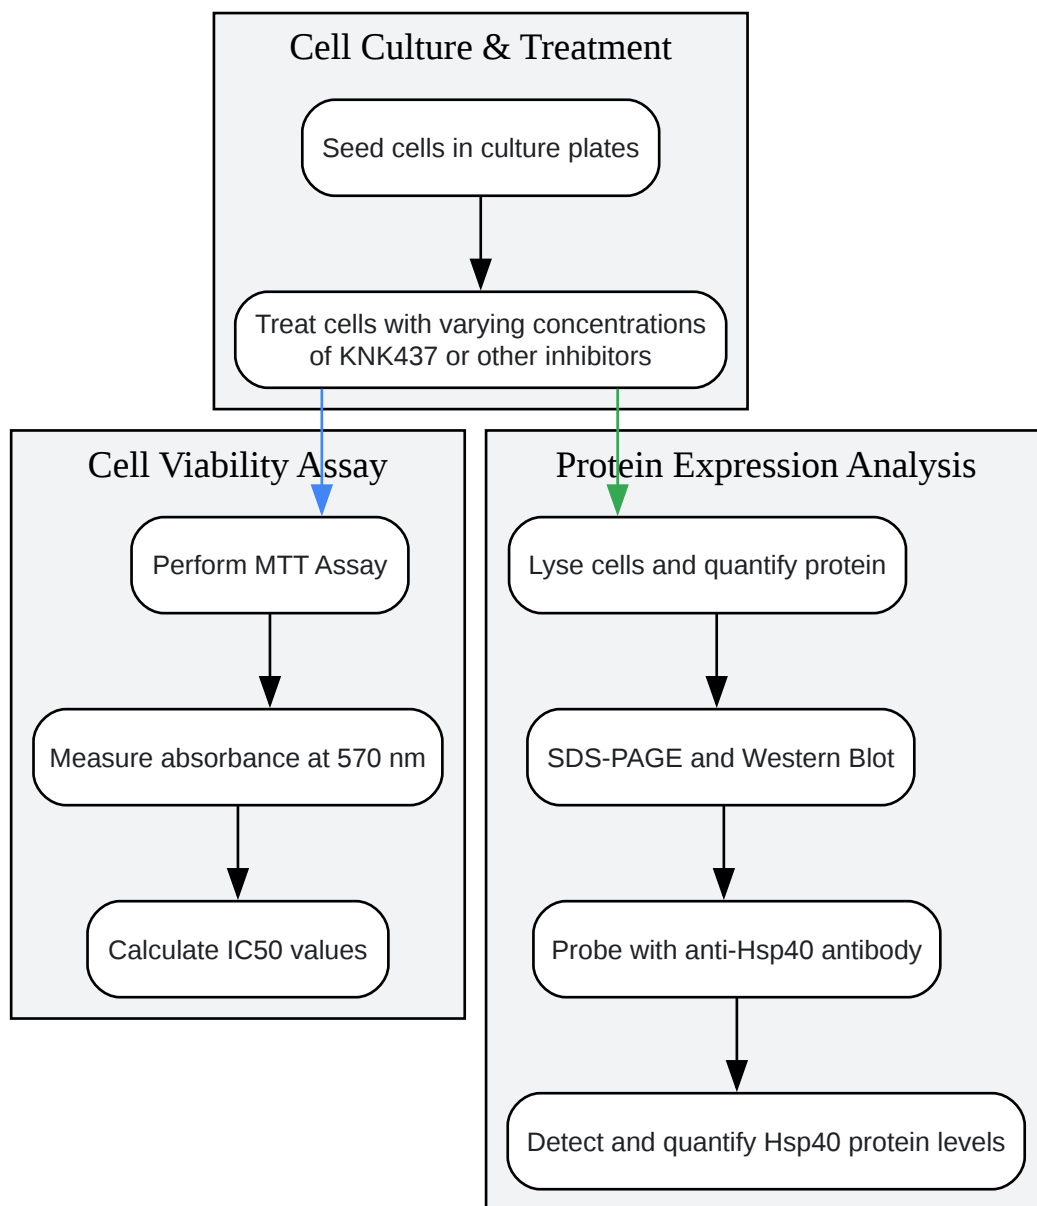 Cell Culture & Treatment
Seed cells in culture plates
Treat cells with varying concentrations
of KNK437 or other inhibitors
Cell Viability Assay
Perform MTT Assay
Measure absorbance at 570 nm
Calculate IC50 values
Protein Expression Analysis
Lyse cells and quantify protein
SDS-PAGE and Western Blot
Probe with anti-Hsp40 antibody
Detect and quantify Hsp40 protein levels